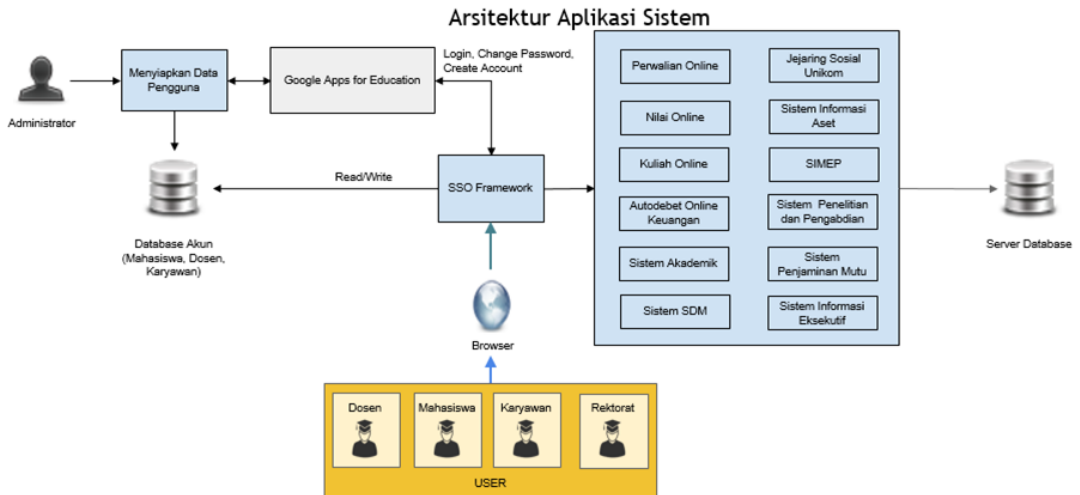 Arsitektur Aplikasi Sistem
Administrator
Menyiapkan Data
Pengguna
Google Apps for Education
Login, Change Password,
Create Account
Database Akun
(Mahasiswa, Dosen,
Karyawan)
Read/Write
SSO Framework
Browser
Perwalian Online
Nilai Online
Kuliah Online
Autodebet Online
Keuangan
Sistem Akademik
Sistem SDM
Jejaring Sosial
Unikom
Sistem Informasi
Aset
SIMEP
Sistem Penelitian
dan Pengabdian
Sistem
Penjaminan Mutu
Sistem Informasi
Eksekutif
Server Database
Dosen
Mahasiswa
Karyawan
Rektorat
USER